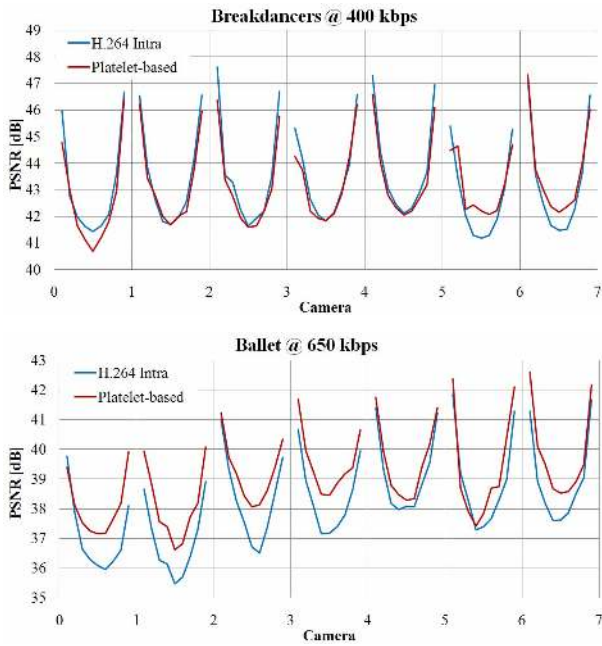 Breakdancers @ 400 kbps
49
H.264 Intra
48
Platelet-based
47
46
45
44
43
42
41
40
PSNR [dB]
0 1 2 3 4 5 6 7
Camera
Ballet @ 650 kbps
43
H.264 Intra
42
Platelet-based
41
40
39
38
37
36
35
PSNR [dB]
0 1 2 3 4 5 6 7
Camera